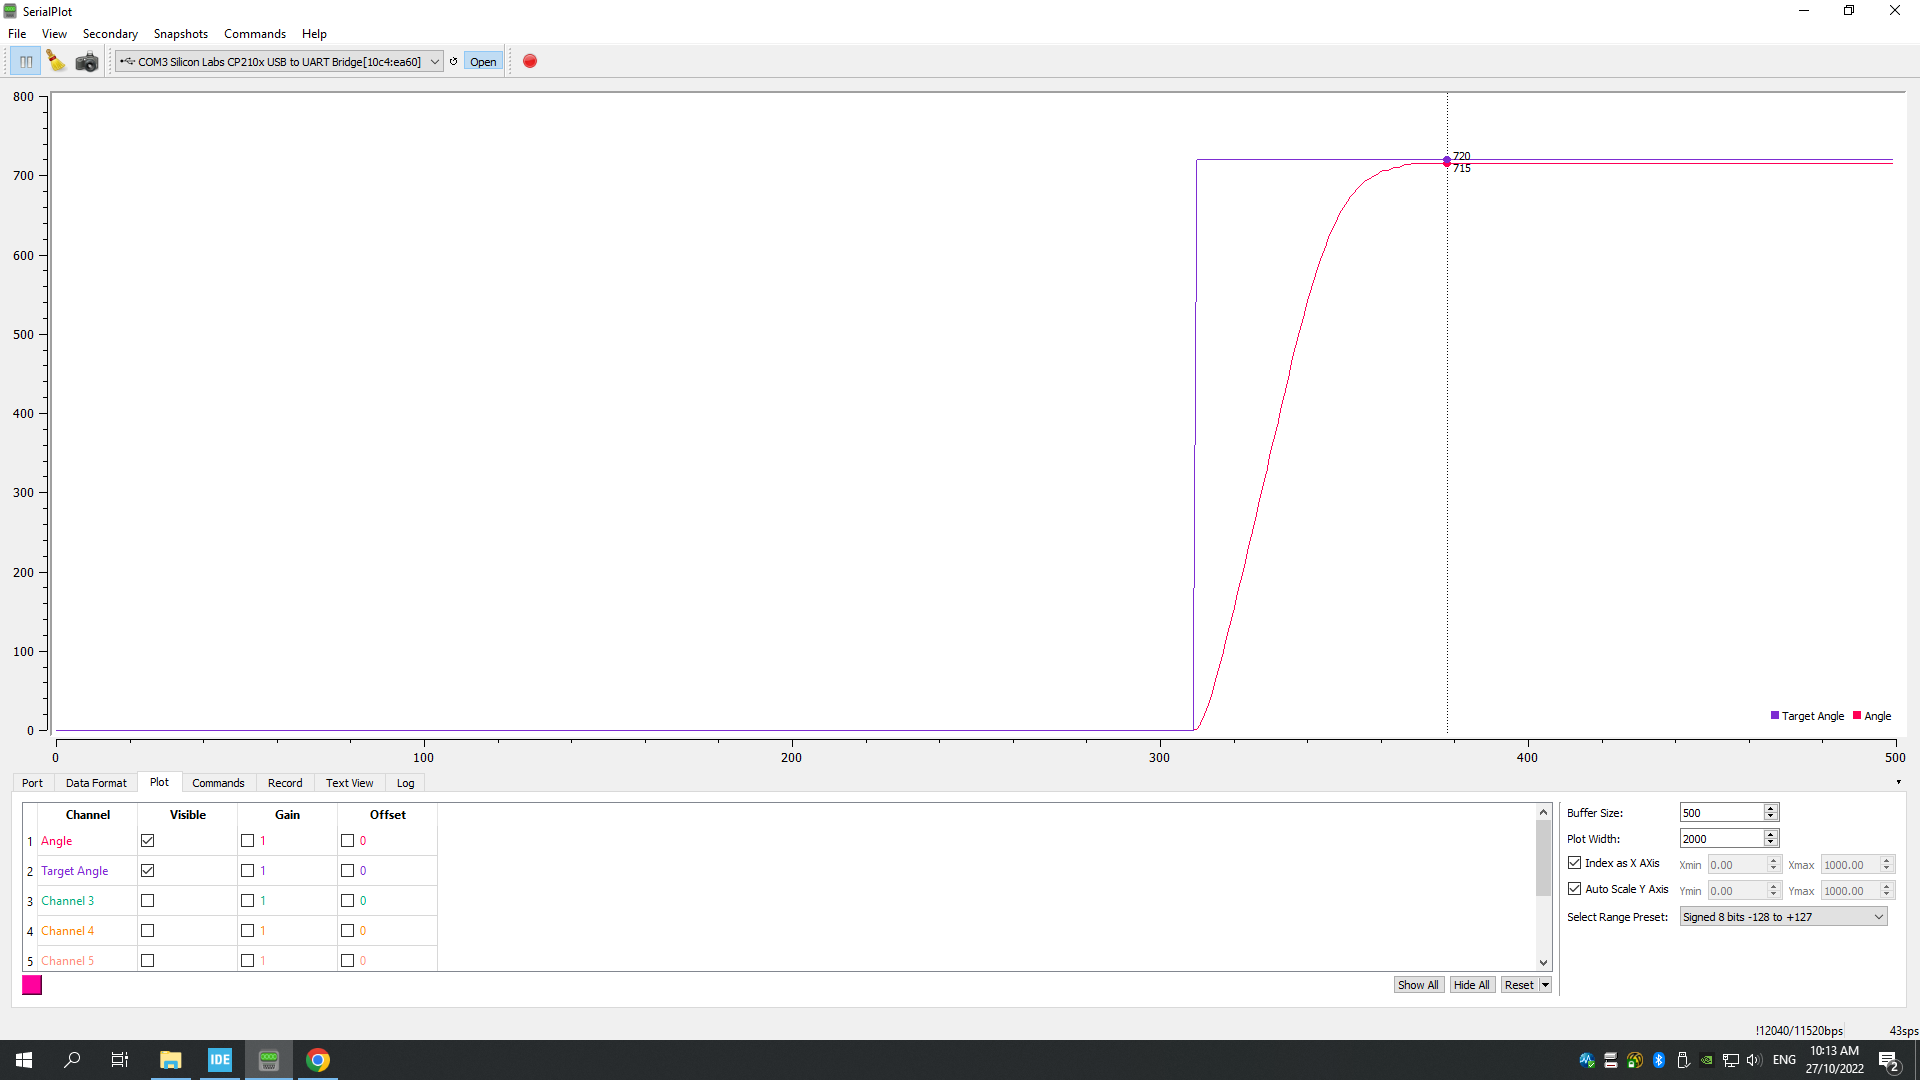 SerialPlot
File View Secondary Snapshots Commands Help
COM3 Silicon Labs CP210x USB to UART Bridge[10c4:ea60] Open
800
700
600
500
400
300
200
100
0
720
715
Target Angle Angle
0 100 200 300 400 500
Port Data Format Plot Commands Record Text View Log
Channel Visible Gain Offset
1 Angle 1 0
2 Target Angle 1 0
3 Channel 3 1 0
4 Channel 4 1 0
5 Channel 5 1 0
Show All Hide All Reset
Buffer Size: 500
Plot Width: 2000
Index as X AXis Xmin 0.00 Xmax 1000.00
Auto Scale Y Axis Ymin 0.00 Ymax 1000.00
Select Range Preset: Signed 8 bits -128 to +127
!12040/11520bps 43sps
IDE
ENG
10:13 AM
27/10/2022
2